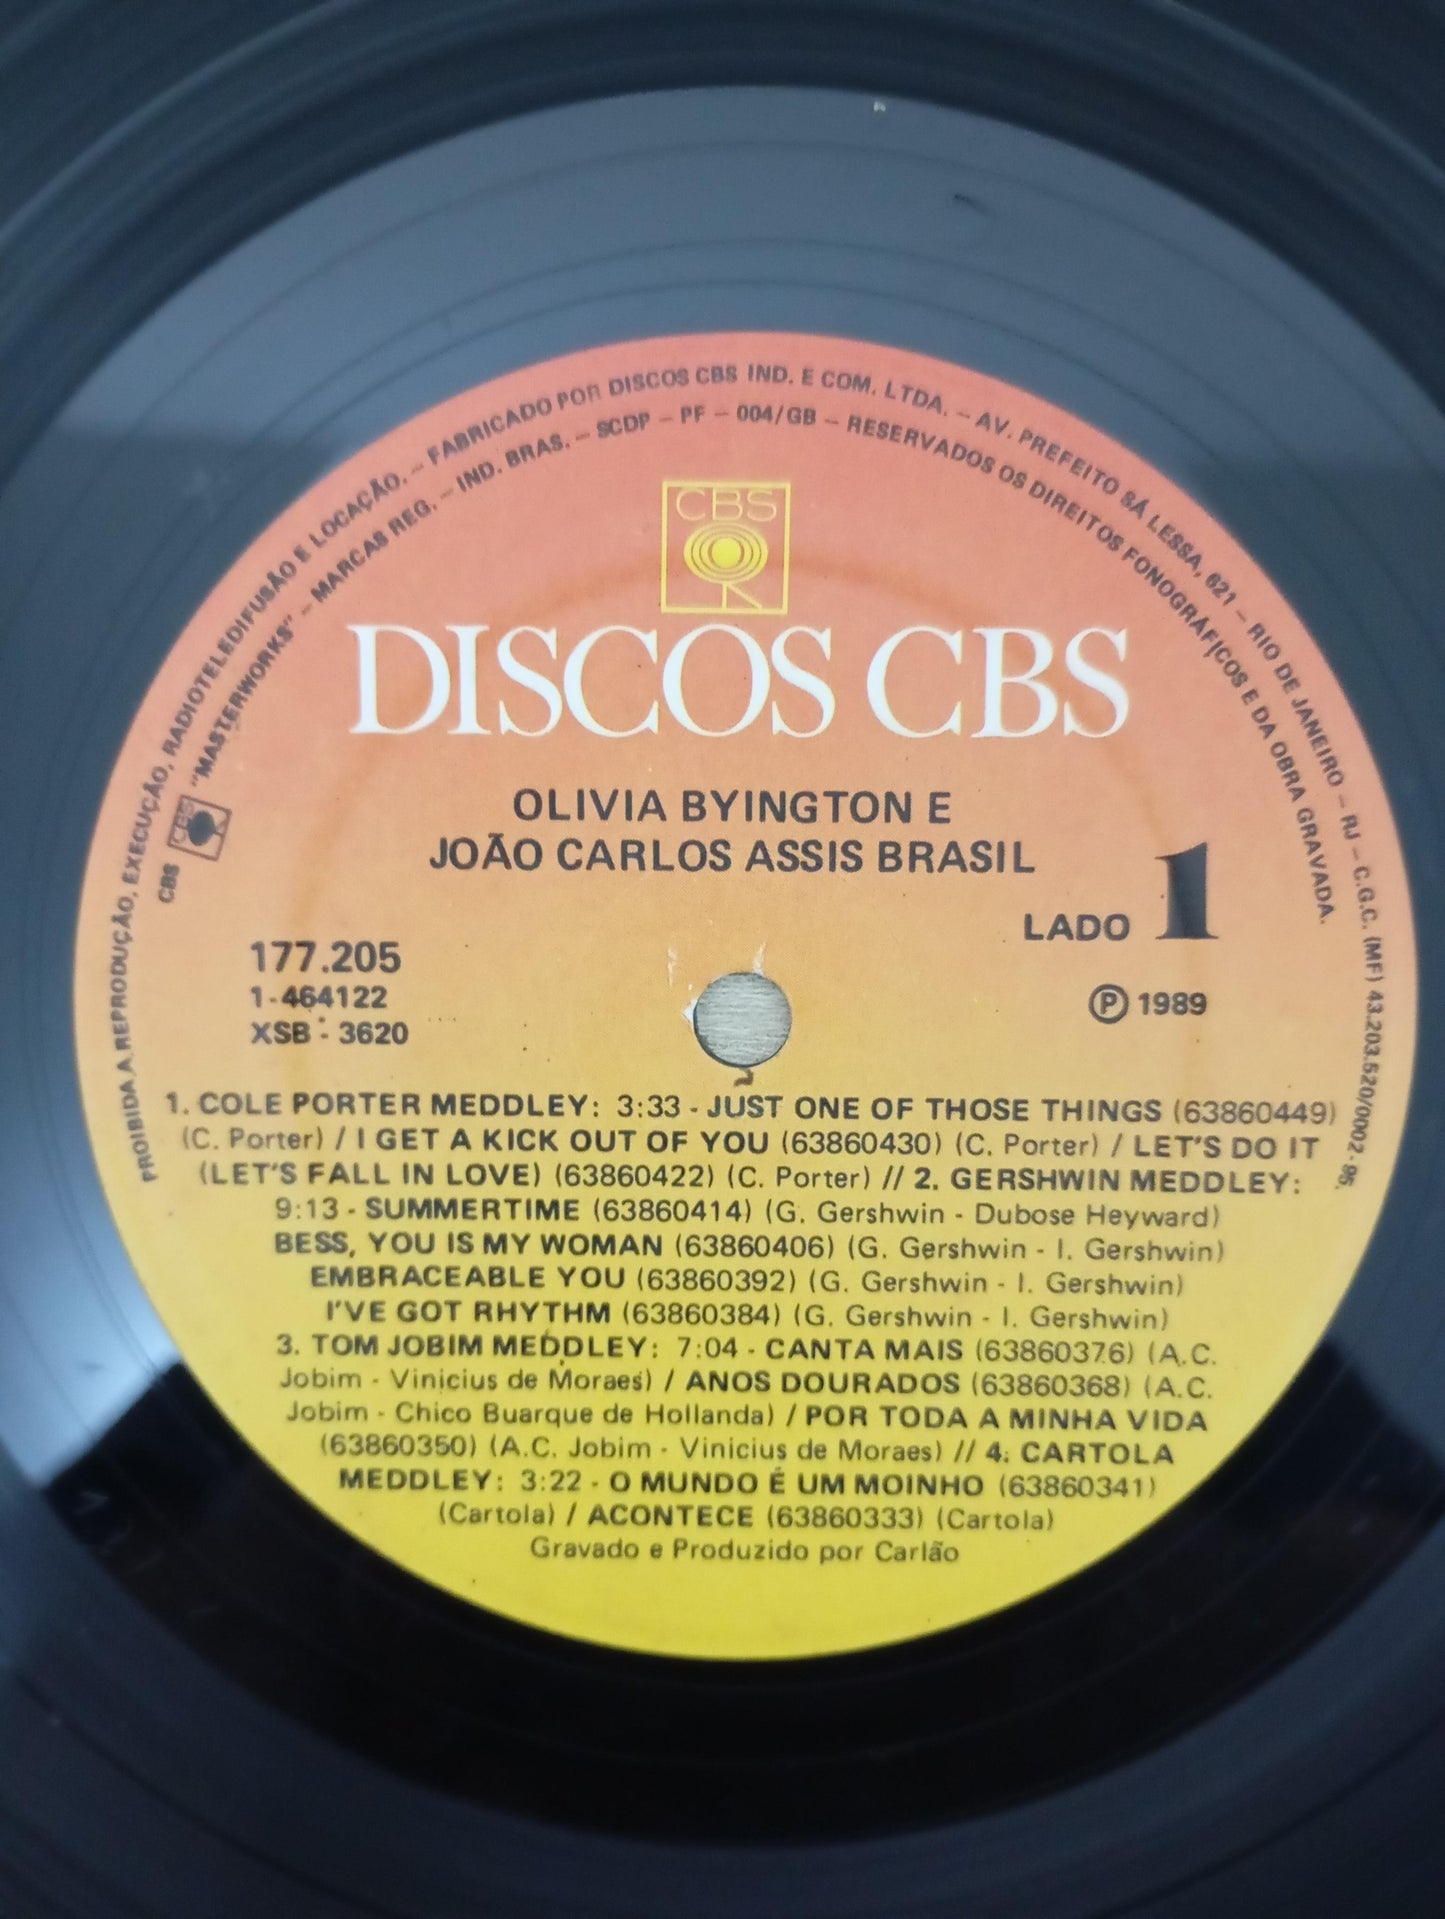 PROIBIDA A REPRODUÇÃO, EXECUÇÃO, RADIOTELEDIFUSÃO E LOCAÇÃO. – FABRICADO POR DISCOS CBS IND. E COM. LTDA. – AV. PREFEITO SÁ LESSA, 621 – RIO DE JANEIRO – RJ – C.G.C. (MF) 43.203.520/0002-96.
CBS CBS "MASTERWORKS" – MARCAS REG. – IND. BRAS. – SCDP – PF – 004/GB – RESERVADOS OS DIREITOS FONOGRÁFICOS E DA OBRA GRAVADA.
CBS
DISCOS CBS
OLIVIA BYINGTON E
JOÃO CARLOS ASSIS BRASIL
LADO 1
177.205
1-464122
XSB - 3620
Ⓟ 1989
1. COLE PORTER MEDDLEY: 3:33 - JUST ONE OF THOSE THINGS (63860449)
(C. Porter) / I GET A KICK OUT OF YOU (63860430) (C. Porter) / LET'S DO IT
(LET'S FALL IN LOVE) (63860422) (C. Porter) // 2. GERSHWIN MEDDLEY:
9:13 - SUMMERTIME (63860414) (G. Gershwin - Dubose Heyward)
BESS, YOU IS MY WOMAN (63860406) (G. Gershwin - I. Gershwin)
EMBRACEABLE YOU (63860392) (G. Gershwin - I. Gershwin)
I'VE GOT RHYTHM (63860384) (G. Gershwin - I. Gershwin)
3. TOM JOBIM MEDDLEY: 7:04 - CANTA MAIS (63860376) (A.C.
Jobim - Vinicius de Moraes) / ANOS DOURADOS (63860368) (A.C.
Jobim - Chico Buarque de Hollanda) / POR TODA A MINHA VIDA
(63860350) (A.C. Jobim - Vinicius de Moraes) // 4. CARTOLA
MEDDLEY: 3:22 - O MUNDO É UM MOINHO (63860341)
(Cartola) / ACONTECE (63860333) (Cartola)
Gravado e Produzido por Carlão